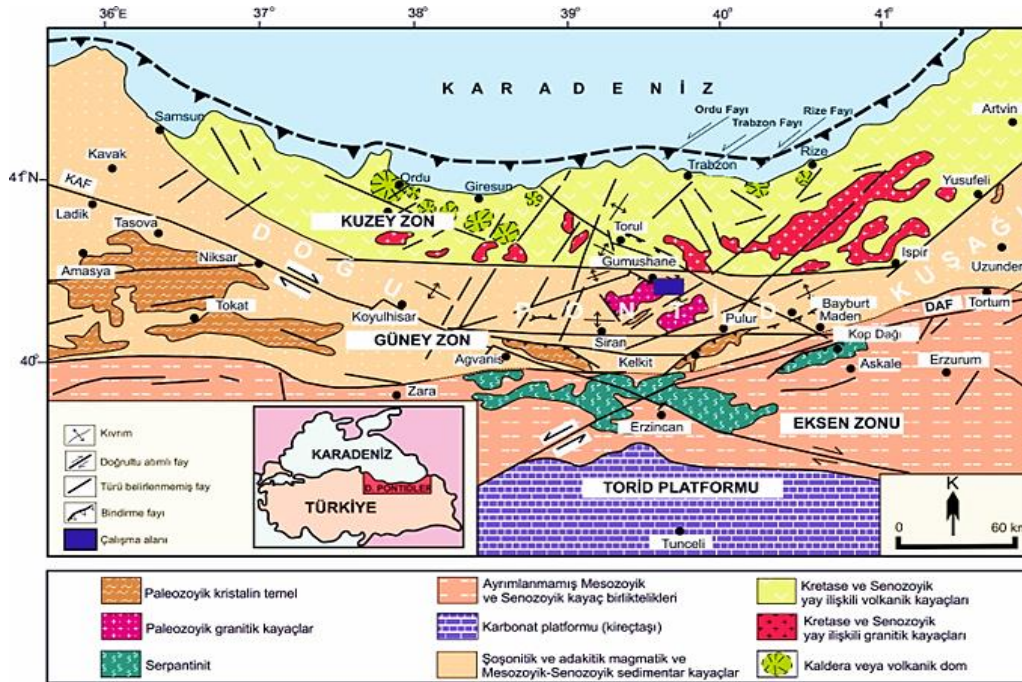 36°E 37° 38° 39° 40° 41°
KARADENİZ
Ordu Fayı
Trabzon Fayı
Rize Fayı
Artvin
Samsun
Kavak
Trabzon
Rize
41°N
KAF
Ordu
Giresun
Yusufeli
Ladik
Tasova
KUZEY ZON
Torul
Gumushane
Ispir
Uzundere
Amasya
Niksar
DOĞU PONTİD KUŞAĞI
Tokat
Koyulhisar
Pulur
Bayburt
Maden
DAF
Tortum
GÜNEY ZON
Siran
Kop Dağı
40°
Agvanis
Kelkit
Askale
Erzurum
Zara
Erzincan
EKSEN ZONU
Kıvrım
Doğrultu atımlı fay
Türü belirlenmemiş fay
Bindirme fayı
Çalışma alanı
KARADENİZ
D. PONTİDLER
TÜRKİYE
TORİD PLATFORMU
Tunceli
K
0 60 km
Paleozoyik kristalin temel
Paleozoyik granitik kayaçlar
Serpantinit
Ayrımlanmamış Mesozoyik
ve Senozoyik kayaç birliktelikleri
Karbonat platformu (kireçtaşı)
Şoşonitik ve adakitik magmatik ve
Mesozoyik-Senozoyik sedimentar kayaçlar
Kretase ve Senozoyik
yay ilişkili volkanik kayaçları
Kretase ve Senozoyik
yay ilişkili granitik kayaçları
Kaldera veya volkanik dom